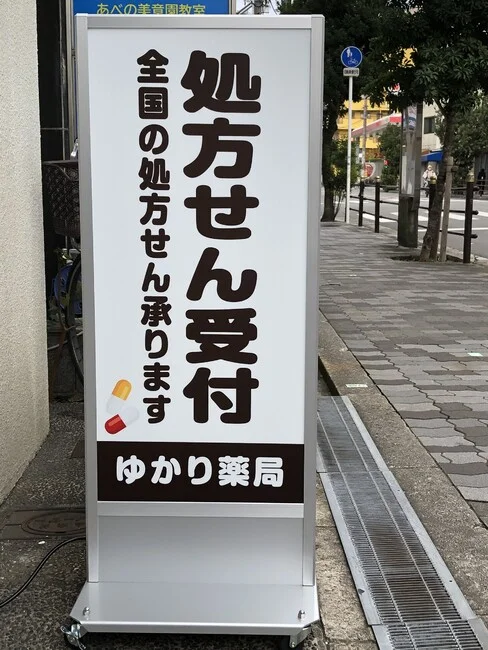 あべの美音園教室
処方せん受付
全国の処方せん承ります
ゆかり薬局